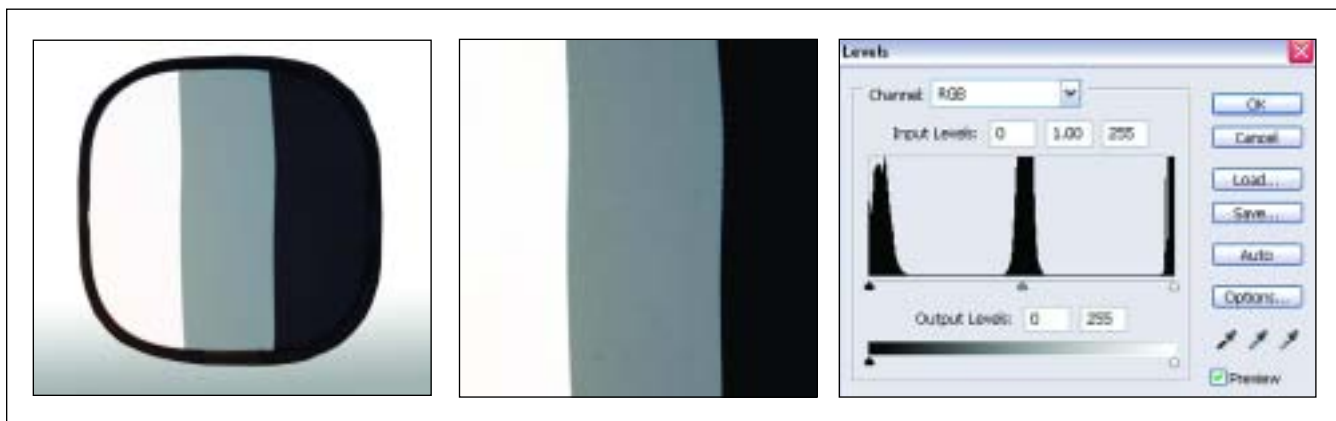 Levels
Channel: RGB
Input Levels: 0 1.00 255
OK
Cancel
Load...
Save...
Auto
Options...
Output Levels: 0 255
Preview